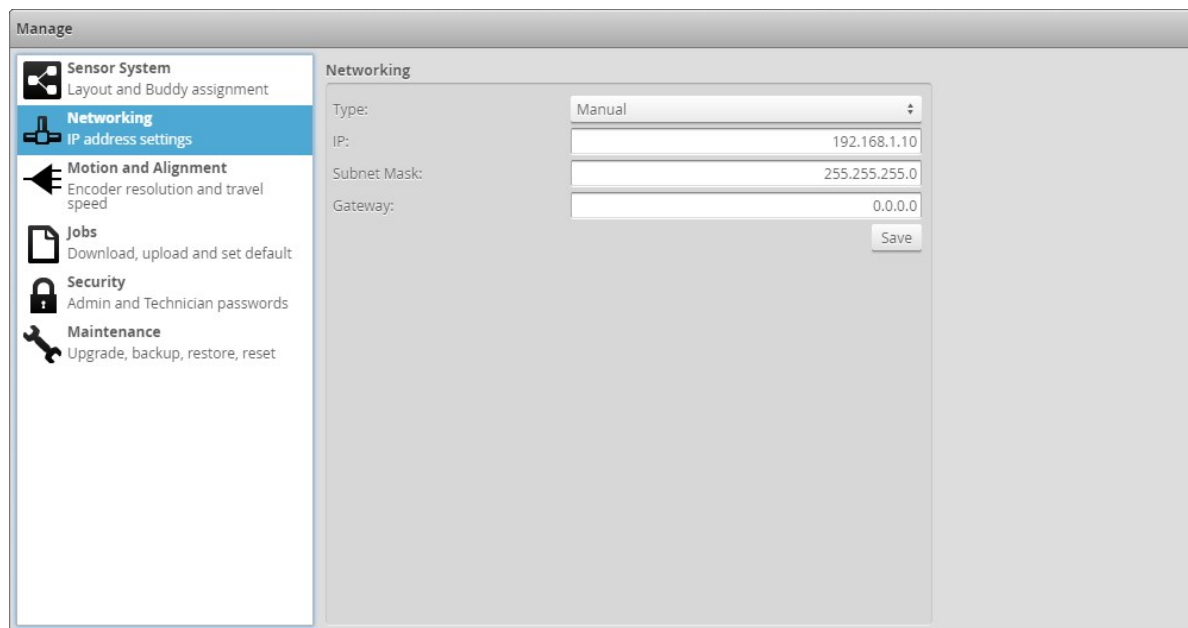 Manage
Sensor System
Layout and Buddy assignment
Networking
IP address settings
Motion and Alignment
Encoder resolution and travel
speed
Jobs
Download, upload and set default
Security
Admin and Technician passwords
Maintenance
Upgrade, backup, restore, reset
Networking
Type: Manual
IP: 192.168.1.10
Subnet Mask: 255.255.255.0
Gateway: 0.0.0.0
Save